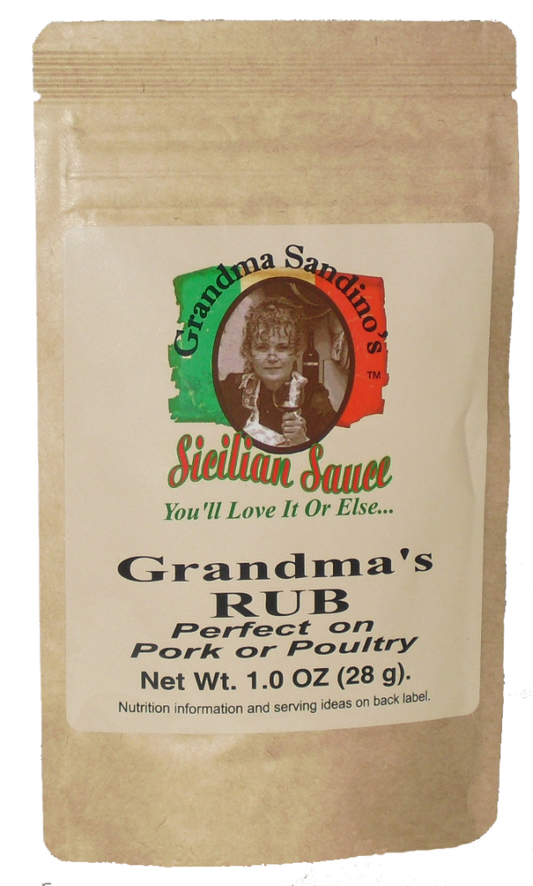 Grandma Sandino's
TM
Sicilian Sauce
You'll Love It Or Else...
Grandma's
RUB
Perfect on
Pork or Poultry
Net Wt. 1.0 OZ (28 g).
Nutrition information and serving ideas on back label.